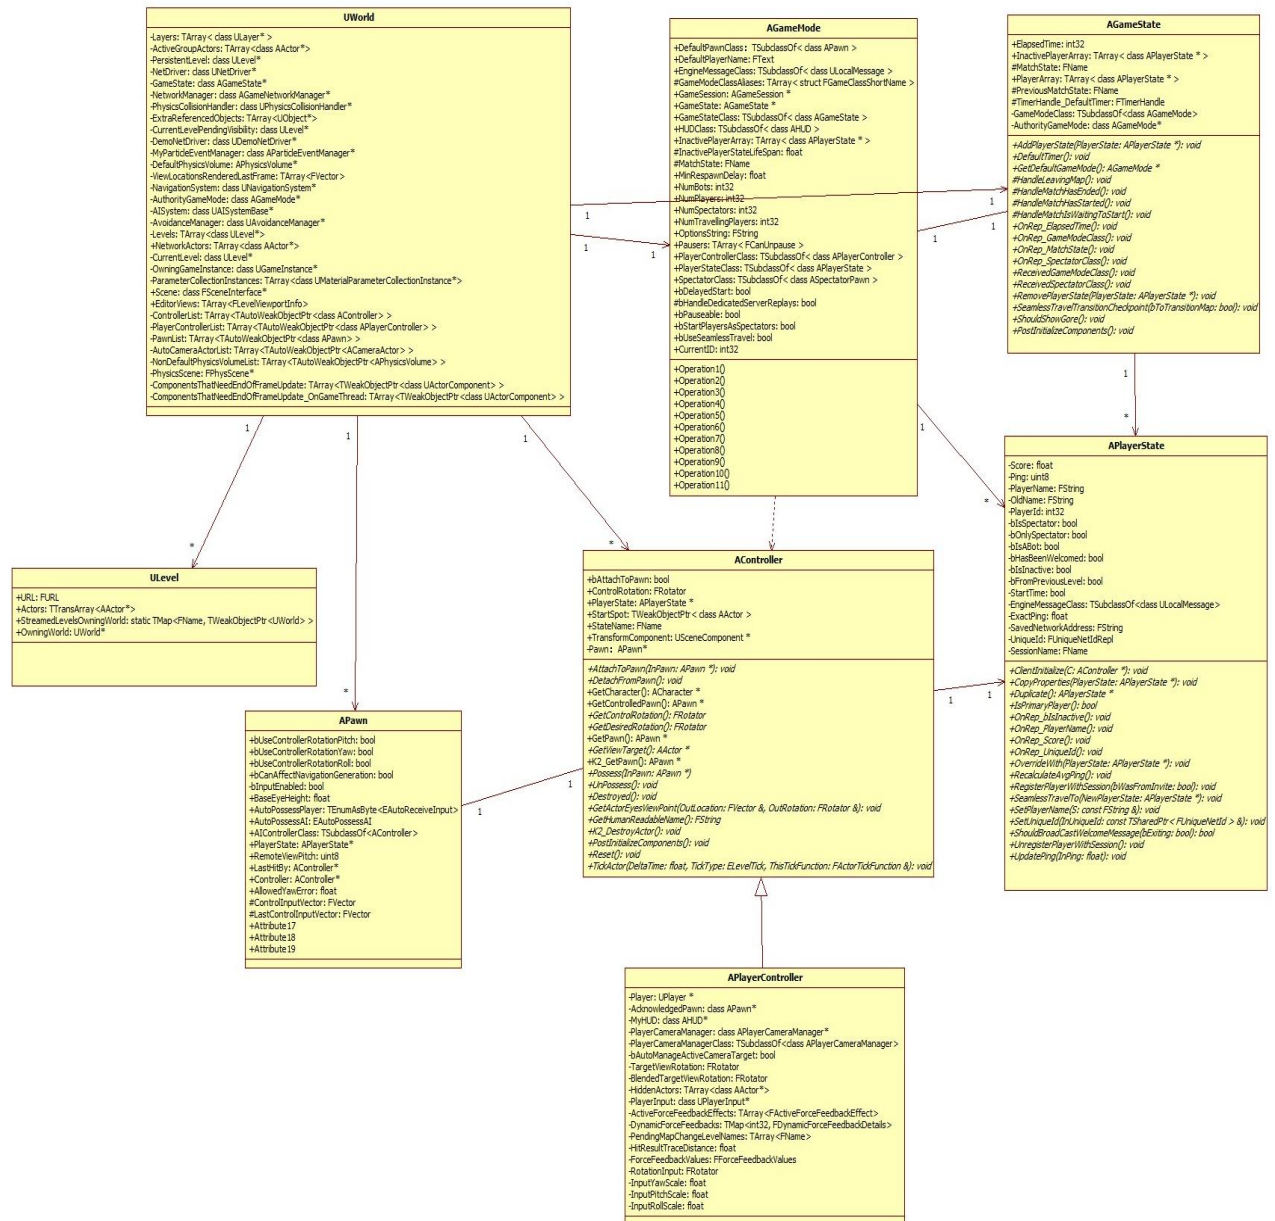 UWorld
-Layers: TArray< class ULayer* >
-ActiveGroupActors: TArray<class AActor*>
-PersistentLevel: class ULevel*
-NetDriver: class UNetDriver*
-GameState: class AGameState*
-NetworkManager: class AGameNetworkManager*
-PhysicsCollisionHandler: class UPhysicsCollisionHandler*
-ExtraReferencedObjects: TArray<UObject*>
-CurrentLevelPendingVisibility: class ULevel*
-DemoNetDriver: class UDemoNetDriver*
-MyParticleEventManager: class AParticleEventManager*
-DefaultPhysicsVolume: APhysicsVolume*
-ViewLocationsRenderedLastFrame: TArray<FVector>
-NavigationSystem: class UNavigationSystem*
-AuthorityGameMode: class AGameMode*
-AISystem: class UAISystemBase*
-AvoidanceManager: class UAvoidanceManager*
-Levels: TArray<class ULevel*>
+NetworkActors: TArray<class AActor*>
-CurrentLevel: class ULevel*
-OwningGameInstance: class UGameInstance*
-ParameterCollectionInstances: TArray<class UMaterialParameterCollectionInstance*>
+Scene: class FSceneInterface*
+EditorViews: TArray<FLevelViewportInfo>
-ControllerList: TArray<TAutoWeakObjectPtr<class AController> >
-PlayerControllerList: TArray<TAutoWeakObjectPtr<class APlayerController> >
-PawnList: TArray<TAutoWeakObjectPtr<class APawn> >
-AutoCameraActorList: TArray<TAutoWeakObjectPtr<ACameraActor> >
-NonDefaultPhysicsVolumeList: TArray<TAutoWeakObjectPtr<APhysicsVolume> >
-PhysicsScene: FPhysScene*
-ComponentsThatNeedEndOfFrameUpdate: TArray<TWeakObjectPtr<class UActorComponent> >
-ComponentsThatNeedEndOfFrameUpdate_OnGameThread: TArray<TWeakObjectPtr<class UActorComponent> >
AGameMode
+DefaultPawnClass: TSubclassOf< class APawn >
+DefaultPlayerName: FText
+EngineMessageClass: TSubclassOf< class ULocalMessage >
#GameModeClassAliases: TArray< struct FGameClassShortName >
+GameSession: AGameSession *
+GameState: AGameState *
+GameStateClass: TSubclassOf< class AGameState >
+HUDClass: TSubclassOf< class AHUD >
+InactivePlayerArray: TArray< class APlayerState * >
#InactivePlayerStateLifeSpan: float
#MatchState: FName
+MinRespawnDelay: float
+NumBots: int32
+NumPlayers: int32
+NumSpectators: int32
+NumTravellingPlayers: int32
+OptionsString: FString
+Pausers: TArray< FCanUnpause >
+PlayerControllerClass: TSubclassOf< class APlayerController >
+PlayerStateClass: TSubclassOf< class APlayerState >
+SpectatorClass: TSubclassOf< class ASpectatorPawn >
+bDelayedStart: bool
#bHandleDedicatedServerReplays: bool
+bPauseable: bool
+bStartPlayersAsSpectators: bool
+bUseSeamlessTravel: bool
+CurrentID: int32
+Operation1()
+Operation2()
+Operation3()
+Operation4()
+Operation5()
+Operation6()
+Operation7()
+Operation8()
+Operation9()
+Operation10()
+Operation11()
AGameState
+ElapsedTime: int32
+InactivePlayerArray: TArray< class APlayerState * >
#MatchState: FName
+PlayerArray: TArray< class APlayerState * >
#PreviousMatchState: FName
#TimerHandle_DefaultTimer: FTimerHandle
-GameModeClass: TSubclassOf<class AGameMode>
-AuthorityGameMode: class AGameMode*
+AddPlayerState(PlayerState: APlayerState *): void
+DefaultTimer(): void
+GetDefaultGameMode(): AGameMode *
#HandleLeavingMap(): void
#HandleMatchHasEnded(): void
#HandleMatchHasStarted(): void
#HandleMatchIsWaitingToStart(): void
+OnRep_ElapsedTime(): void
+OnRep_GameModeClass(): void
+OnRep_MatchState(): void
+OnRep_SpectatorClass(): void
+ReceivedGameModeClass(): void
+ReceivedSpectatorClass(): void
+RemovePlayerState(PlayerState: APlayerState *): void
+SeamlessTravelTransitionCheckpoint(bToTransitionMap: bool): void
+ShouldShowGore(): void
+PostInitializeComponents(): void
1
1
1
1
1
1
1
*
1
*
1
1
1
*
*
*
ULevel
+URL: FURL
+Actors: TTransArray<AActor*>
+StreamedLevelsOwningWorld: static TMap<FName, TWeakObjectPtr<UWorld> >
+OwningWorld: UWorld*
APawn
+bUseControllerRotationPitch: bool
+bUseControllerRotationYaw: bool
+bUseControllerRotationRoll: bool
+bCanAffectNavigationGeneration: bool
-bInputEnabled: bool
+BaseEyeHeight: float
+AutoPossessPlayer: TEnumAsByte<EAutoReceiveInput>
+AutoPossessAI: EAutoPossessAI
+AIControllerClass: TSubclassOf<AController>
+PlayerState: APlayerState*
+RemoteViewPitch: uint8
+LastHitBy: AController*
+Controller: AController*
+AllowedYawError: float
#ControlInputVector: FVector
#LastControlInputVector: FVector
+Attribute17
+Attribute18
+Attribute19
AController
+bAttachToPawn: bool
+ControlRotation: FRotator
+PlayerState: APlayerState *
+StartSpot: TWeakObjectPtr< class AActor >
+StateName: FName
+TransformComponent: USceneComponent *
-Pawn: APawn*
+AttachToPawn(InPawn: APawn *): void
+DetachFromPawn(): void
+GetCharacter(): ACharacter *
+GetControlledPawn(): APawn *
+GetControlRotation(): FRotator
+GetDesiredRotation(): FRotator
+GetPawn(): APawn *
+GetViewTarget(): AActor *
+K2_GetPawn(): APawn *
+Possess(InPawn: APawn *)
+UnPossess(): void
+Destroyed(): void
+GetActorEyesViewPoint(OutLocation: FVector &, OutRotation: FRotator &): void
+GetHumanReadableName(): FString
+K2_DestroyActor(): void
+PostInitializeComponents(): void
+Reset(): void
+TickActor(DeltaTime: float, TickType: ELevelTick, ThisTickFunction: FActorTickFunction &): void
1
1
1
1
APlayerState
-Score: float
-Ping: uint8
-PlayerName: FString
-OldName: FString
-PlayerId: int32
-bIsSpectator: bool
-bOnlySpectator: bool
-bIsABot: bool
-bHasBeenWelcomed: bool
-bIsInactive: bool
-bFromPreviousLevel: bool
-StartTime: bool
-EngineMessageClass: TSubclassOf<class ULocalMessage>
-ExactPing: float
-SavedNetworkAddress: FString
-UniqueId: FUniqueNetIdRepl
-SessionName: FName
+ClientInitialize(C: AController *): void
+CopyProperties(PlayerState: APlayerState *): void
+Duplicate(): APlayerState *
+IsPrimaryPlayer(): bool
+OnRep_bIsInactive(): void
+OnRep_PlayerName(): void
+OnRep_Score(): void
+OnRep_UniqueId(): void
+OverrideWith(PlayerState: APlayerState *): void
+RecalculateAvgPing(): void
+RegisterPlayerWithSession(bWasFromInvite: bool): void
+SeamlessTravelTo(NewPlayerState: APlayerState *): void
+SetPlayerName(S: const FString &): void
+SetUniqueId(InUniqueId: const TSharedPtr< FUniqueNetId > &): void
+ShouldBroadCastWelcomeMessage(bExiting: bool): bool
+UnregisterPlayerWithSession(): void
+UpdatePing(InPing: float): void
APlayerController
-Player: UPlayer *
-AcknowledgedPawn: class APawn*
-MyHUD: class AHUD*
-PlayerCameraManager: class APlayerCameraManager*
-PlayerCameraManagerClass: TSubclassOf<class APlayerCameraManager>
-bAutoManageActiveCameraTarget: bool
-TargetViewRotation: FRotator
-BlendedTargetViewRotation: FRotator
-HiddenActors: TArray<class AActor*>
-PlayerInput: class UPlayerInput*
-ActiveForceFeedbackEffects: TArray<FActiveForceFeedbackEffect>
-DynamicForceFeedbacks: TMap<int32, FDynamicForceFeedbackDetails>
-PendingMapChangeLevelNames: TArray<FName>
-HitResultTraceDistance: float
-ForceFeedbackValues: FForceFeedbackValues
-RotationInput: FRotator
-InputYawScale: float
-InputPitchScale: float
-InputRollScale: float